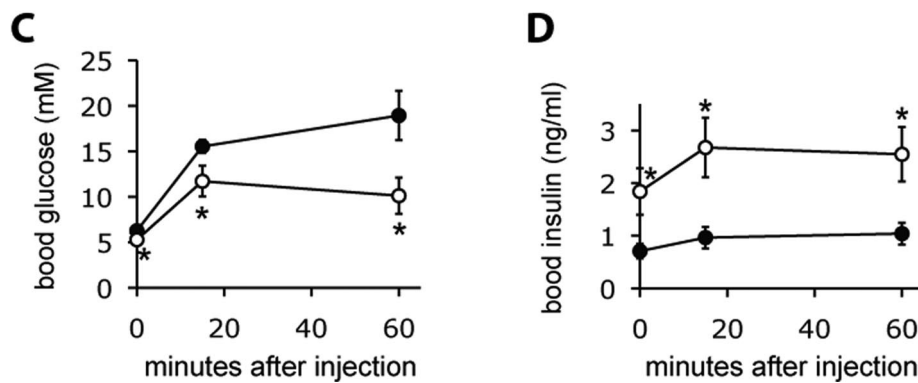 C
bood glucose (mM)
25
20
15
10
5
0
*
*
*
0 20 40 60
minutes after injection
D
bood insulin (ng/ml)
3
2
1
0
*
*
*
0 20 40 60
minutes after injection